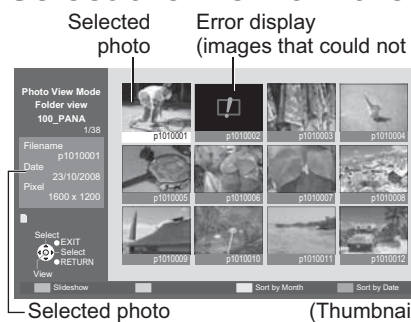 Selected
photo
Error display
(images that could not
Photo View Mode
Folder view
100_PANA
1/38
Filename
p1010001
Date
23/10/2008
Pixel
1600 x 1200
Select
EXIT
Select
RETURN
View
p1010001
p1010002
p1010003
p1010004
p1010005
p1010006
p1010007
p1010008
p1010009
p1010010
p1010011
p1010012
Slideshow
Sort by Month
Sort by Date
Selected photo
(Thumbnai